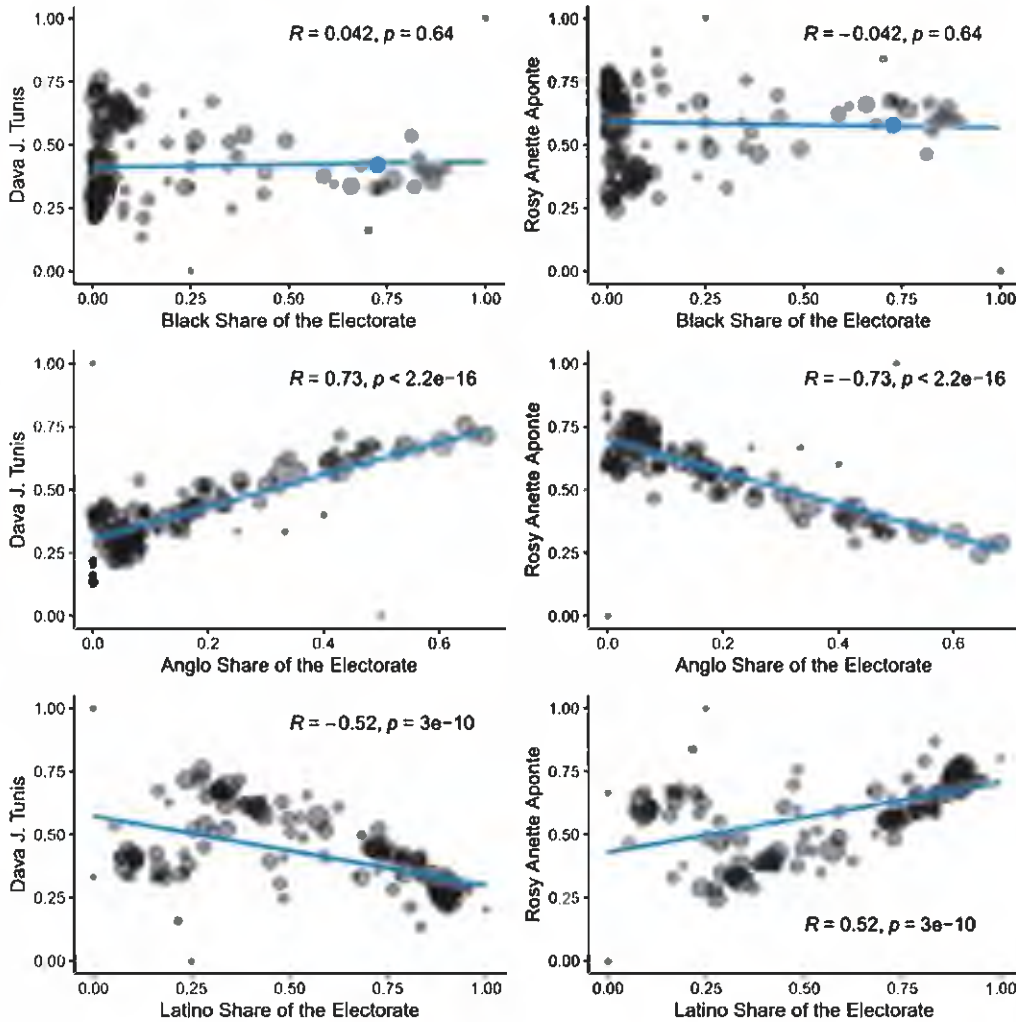 R = 0.042, p = 0.64
1.00
0.75
0.50
0.25
0.00
Dava J. Tunis
0.00 0.25 0.50 0.75 1.00
Black Share of the Electorate
R = −0.042, p = 0.64
1.00
0.75
0.50
0.25
0.00
Rosy Anette Aponte
0.00 0.25 0.50 0.75 1.00
Black Share of the Electorate
R = 0.73, p < 2.2e−16
1.00
0.75
0.50
0.25
0.00
Dava J. Tunis
0.0 0.2 0.4 0.6
Anglo Share of the Electorate
R = −0.73, p < 2.2e−16
1.00
0.75
0.50
0.25
0.00
Rosy Anette Aponte
0.0 0.2 0.4 0.6
Anglo Share of the Electorate
R = −0.52, p = 3e−10
1.00
0.75
0.50
0.25
0.00
Dava J. Tunis
0.00 0.25 0.50 0.75 1.00
Latino Share of the Electorate
1.00
0.75
0.50
0.25
0.00
Rosy Anette Aponte
R = 0.52, p = 3e−10
0.00 0.25 0.50 0.75 1.00
Latino Share of the Electorate